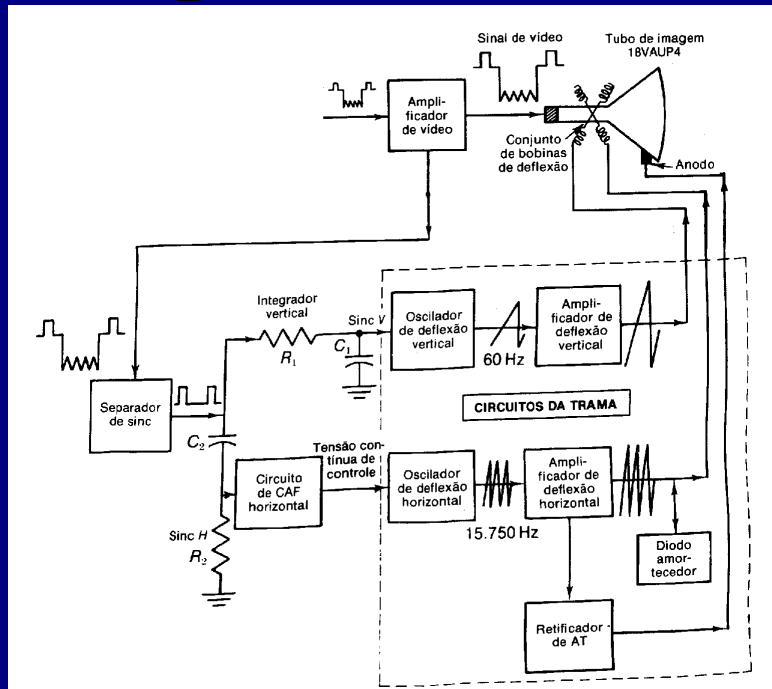 Sinal de vídeo
Tubo de imagem
18VAUP4
Ampli-
ficador
de vídeo
Conjunto
de bobinas
de deflexão
Anodo
Integrador
vertical
R₁
Sinc V
C₁
Oscilador
de deflexão
vertical
60 Hz
Ampli-
ficador de
deflexão
vertical
Separador
de sinc
CIRCUITOS DA TRAMA
C₂
Circuito
de CAF
horizontal
Tensão con-
tínua de
controle
Oscilador
de deflexão
horizontal
15.750 Hz
Ampli-
ficador de
deflexão
horizontal
Sinc H
R₂
Diodo
amor-
tecedor
Retificador
de AT